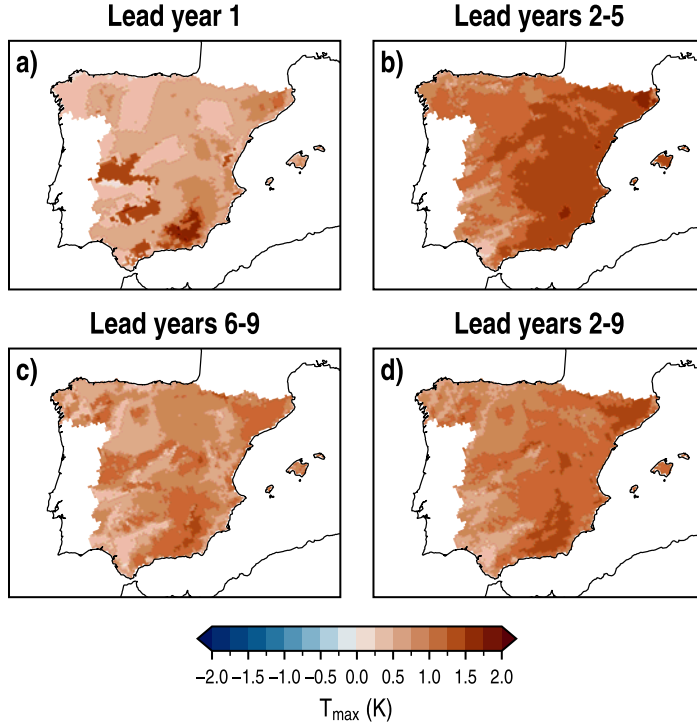 Lead year 1
Lead years 2-5
a)
b)
Lead years 6-9
Lead years 2-9
c)
d)
−2.0 −1.5 −1.0 −0.5 0.0 0.5 1.0 1.5 2.0
Tmax (K)